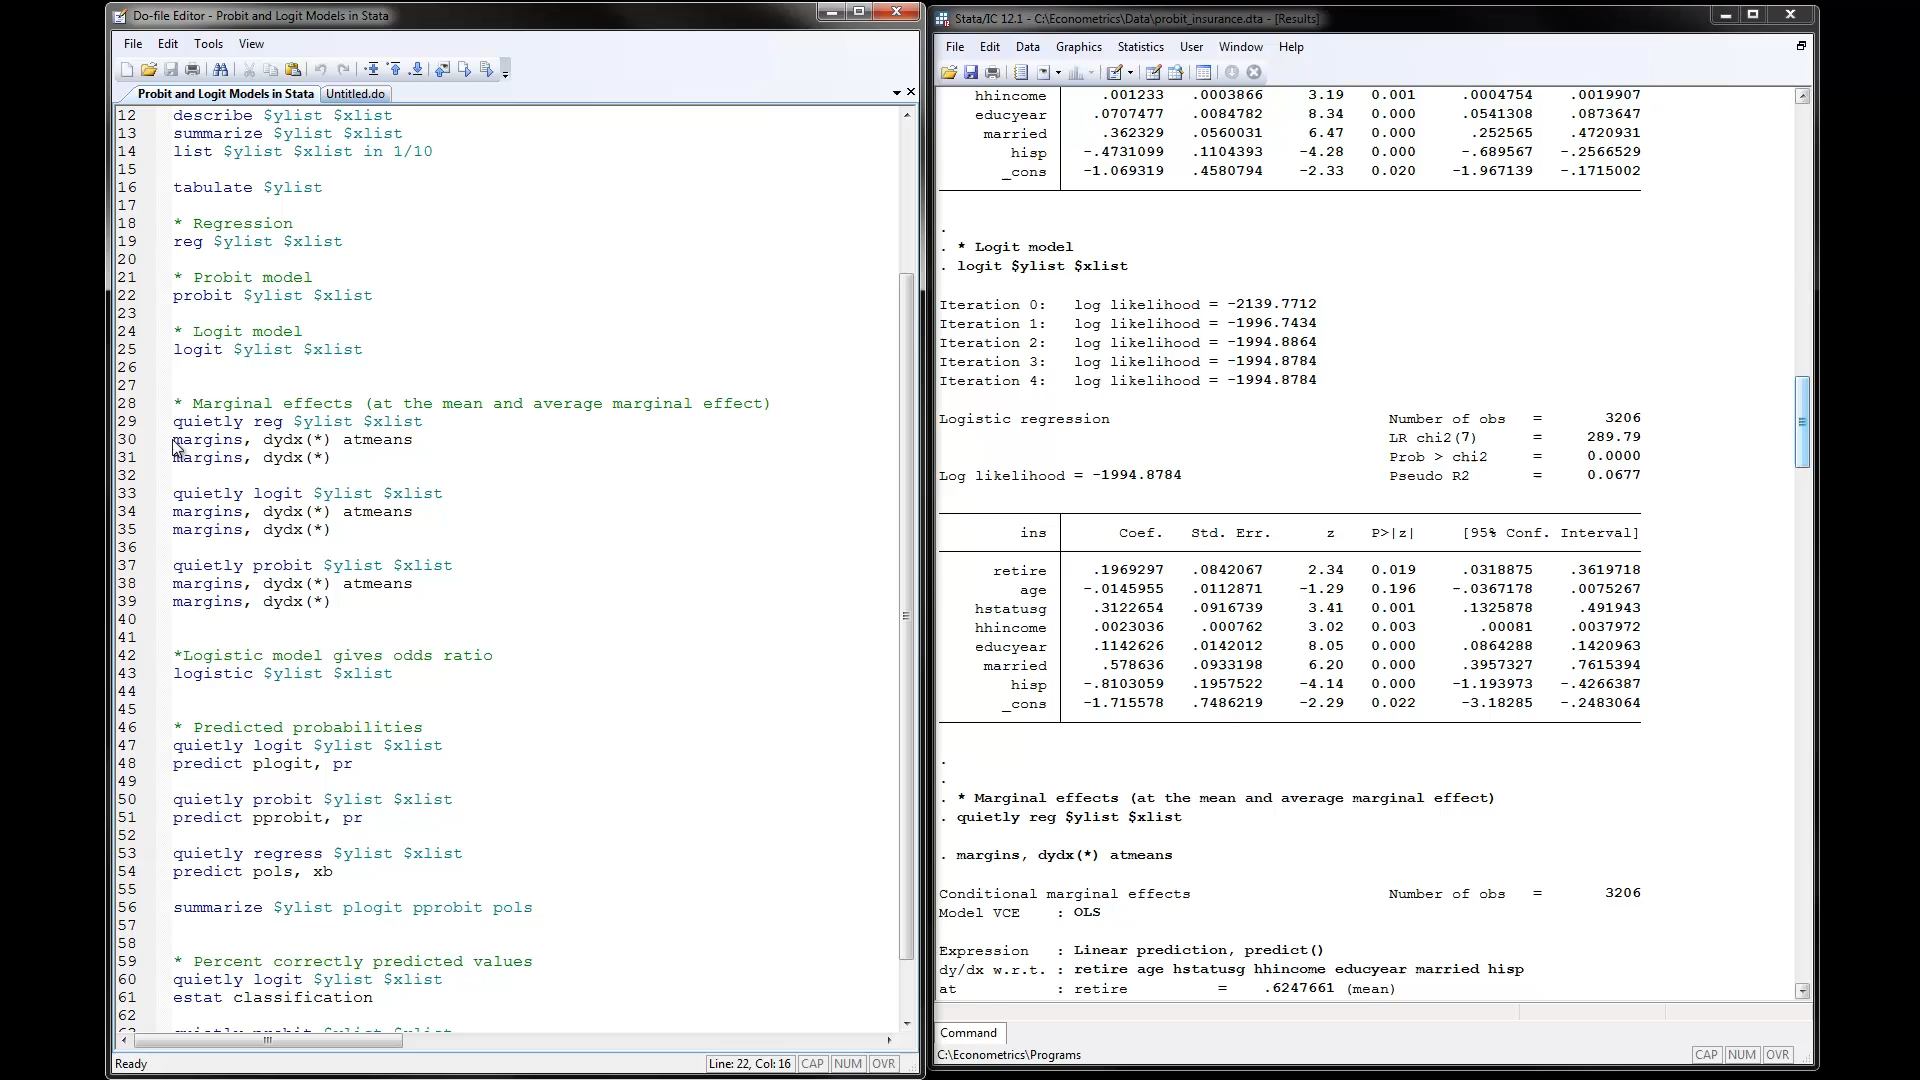 Do-file Editor - Probit and Logit Models in Stata
File Edit Tools View
Probit and Logit Models in Stata Untitled.do
12 describe $ylist $xlist
13 summarize $ylist $xlist
14 list $ylist $xlist in 1/10
15
16 tabulate $ylist
17
18 * Regression
19 reg $ylist $xlist
20
21 * Probit model
22 probit $ylist $xlist
23
24 * Logit model
25 logit $ylist $xlist
26
27
28 * Marginal effects (at the mean and average marginal effect)
29 quietly reg $ylist $xlist
30 margins, dydx(*) atmeans
31 margins, dydx(*)
32
33 quietly logit $ylist $xlist
34 margins, dydx(*) atmeans
35 margins, dydx(*)
36
37 quietly probit $ylist $xlist
38 margins, dydx(*) atmeans
39 margins, dydx(*)
40
41
42 *Logistic model gives odds ratio
43 logistic $ylist $xlist
44
45
46 * Predicted probabilities
47 quietly logit $ylist $xlist
48 predict plogit, pr
49
50 quietly probit $ylist $xlist
51 predict pprobit, pr
52
53 quietly regress $ylist $xlist
54 predict pols, xb
55
56 summarize $ylist plogit pprobit pols
57
58
59 * Percent correctly predicted values
60 quietly logit $ylist $xlist
61 estat classification
62
Ready Line: 22, Col: 16 CAP NUM OVR
Stata/IC 12.1 - C:\Econometrics\Data\probit_insurance.dta - [Results]
File Edit Data Graphics Statistics User Window Help
hhincome .001233 .0003866 3.19 0.001 .0004754 .0019907
educyear .0707477 .0084782 8.34 0.000 .0541308 .0873647
married .362329 .0560031 6.47 0.000 .252565 .4720931
hisp -.4731099 .1104393 -4.28 0.000 -.689567 -.2566529
_cons -1.069319 .4580794 -2.33 0.020 -1.967139 -.1715002
.
. * Logit model
. logit $ylist $xlist
Iteration 0: log likelihood = -2139.7712
Iteration 1: log likelihood = -1996.7434
Iteration 2: log likelihood = -1994.8864
Iteration 3: log likelihood = -1994.8784
Iteration 4: log likelihood = -1994.8784
Logistic regression Number of obs = 3206
LR chi2(7) = 289.79
Prob > chi2 = 0.0000
Log likelihood = -1994.8784 Pseudo R2 = 0.0677
ins Coef. Std. Err. z P>|z| [95% Conf. Interval]
retire .1969297 .0842067 2.34 0.019 .0318875 .3619718
age -.0145955 .0112871 -1.29 0.196 -.0367178 .0075267
hstatusg .3122654 .0916739 3.41 0.001 .1325878 .491943
hhincome .0023036 .000762 3.02 0.003 .00081 .0037972
educyear .1142626 .0142012 8.05 0.000 .0864288 .1420963
married .578636 .0933198 6.20 0.000 .3957327 .7615394
hisp -.8103059 .1957522 -4.14 0.000 -1.193973 -.4266387
_cons -1.715578 .7486219 -2.29 0.022 -3.18285 -.2483064
.
.
. * Marginal effects (at the mean and average marginal effect)
. quietly reg $ylist $xlist
. margins, dydx(*) atmeans
Conditional marginal effects Number of obs = 3206
Model VCE : OLS
Expression : Linear prediction, predict()
dy/dx w.r.t. : retire age hstatusg hhincome educyear married hisp
at : retire = .6247661 (mean)
Command
C:\Econometrics\Programs CAP NUM OVR